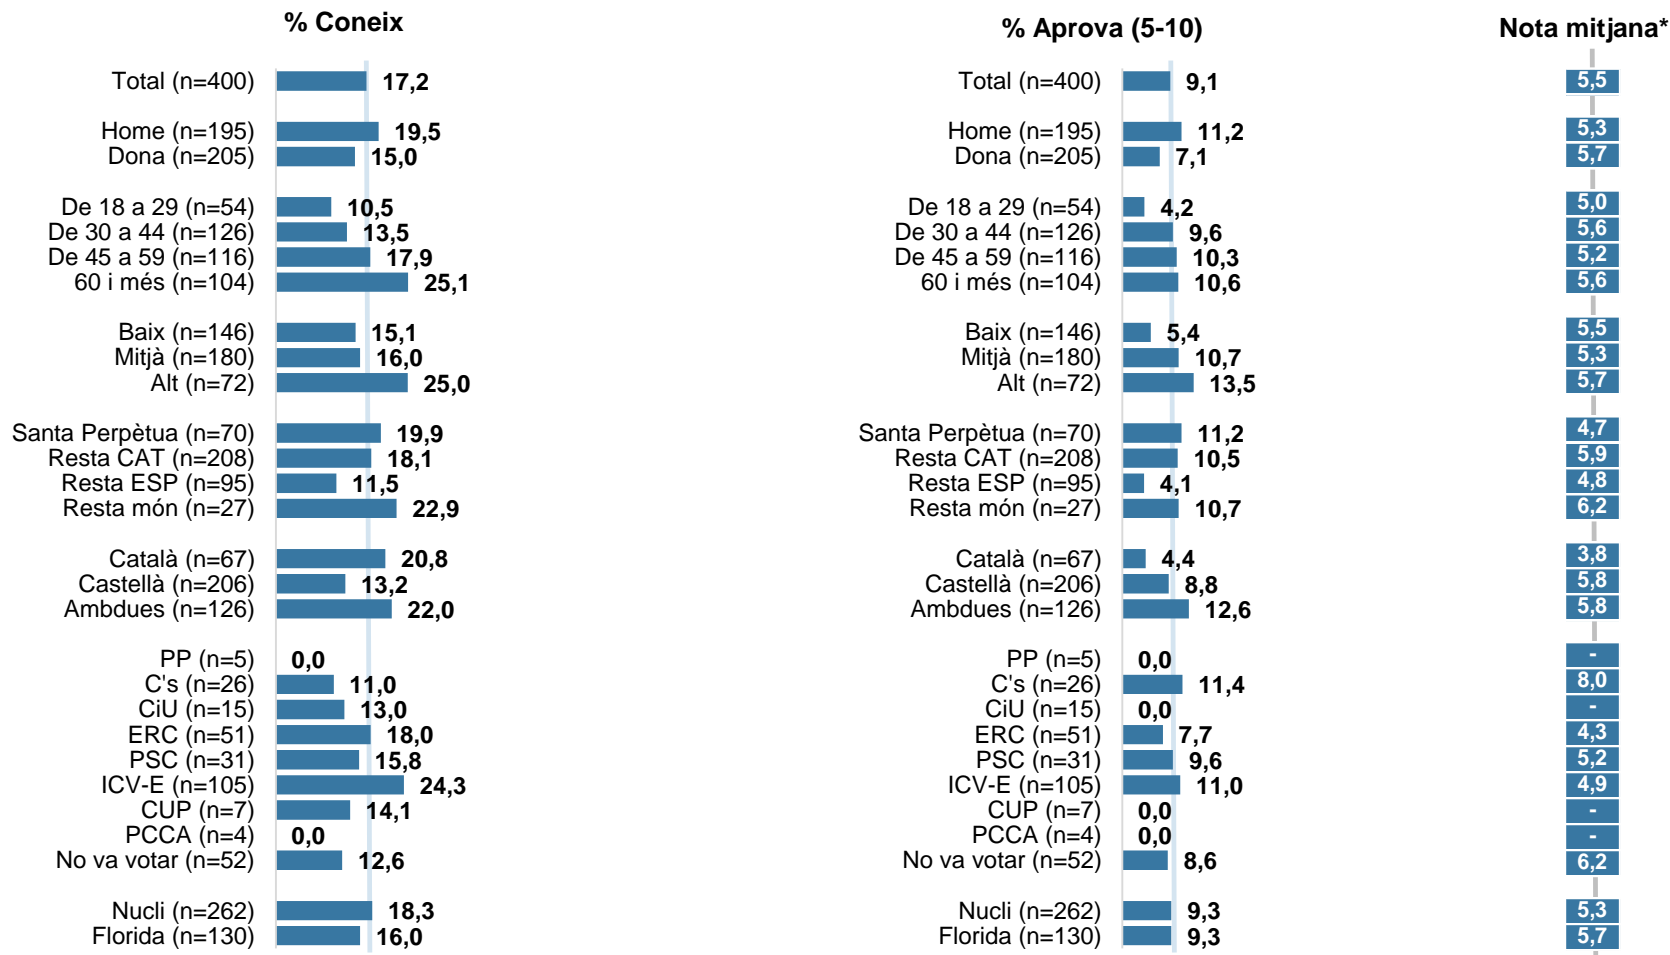 % Coneix % Aprova (5-10) Nota mitjana*
Total (n=400) 17,2 Total (n=400) 9,1 5,5
Home (n=195) 19,5 Home (n=195) 11,2 5,3
Dona (n=205) 15,0 Dona (n=205) 7,1 5,7
De 18 a 29 (n=54) 10,5 De 18 a 29 (n=54) 4,2 5,0
De 30 a 44 (n=126) 13,5 De 30 a 44 (n=126) 9,6 5,6
De 45 a 59 (n=116) 17,9 De 45 a 59 (n=116) 10,3 5,2
60 i més (n=104) 25,1 60 i més (n=104) 10,6 5,6
Baix (n=146) 15,1 Baix (n=146) 5,4 5,5
Mitjà (n=180) 16,0 Mitjà (n=180) 10,7 5,3
Alt (n=72) 25,0 Alt (n=72) 13,5 5,7
Santa Perpètua (n=70) 19,9 Santa Perpètua (n=70) 11,2 4,7
Resta CAT (n=208) 18,1 Resta CAT (n=208) 10,5 5,9
Resta ESP (n=95) 11,5 Resta ESP (n=95) 4,1 4,8
Resta món (n=27) 22,9 Resta món (n=27) 10,7 6,2
Català (n=67) 20,8 Català (n=67) 4,4 3,8
Castellà (n=206) 13,2 Castellà (n=206) 8,8 5,8
Ambdues (n=126) 22,0 Ambdues (n=126) 12,6 5,8
PP (n=5) 0,0 PP (n=5) 0,0 -
C's (n=26) 11,0 C's (n=26) 11,4 8,0
CiU (n=15) 13,0 CiU (n=15) 0,0 -
ERC (n=51) 18,0 ERC (n=51) 7,7 4,3
PSC (n=31) 15,8 PSC (n=31) 9,6 5,2
ICV-E (n=105) 24,3 ICV-E (n=105) 11,0 4,9
CUP (n=7) 14,1 CUP (n=7) 0,0 -
PCCA (n=4) 0,0 PCCA (n=4) 0,0 -
No va votar (n=52) 12,6 No va votar (n=52) 8,6 6,2
Nucli (n=262) 18,3 Nucli (n=262) 9,3 5,3
Florida (n=130) 16,0 Florida (n=130) 9,3 5,7